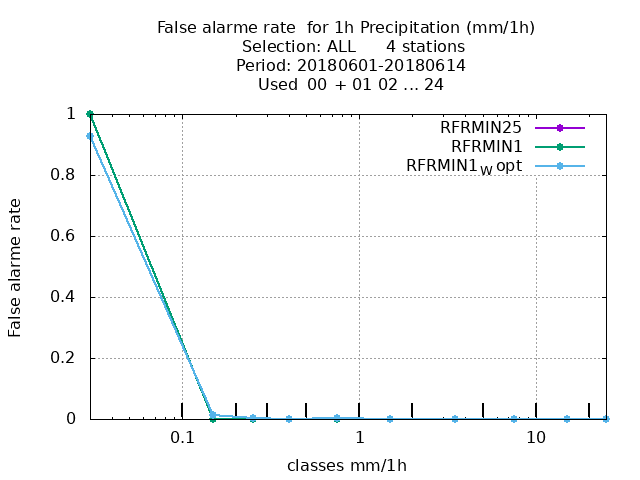 False alarme rate  for 1h Precipitation (mm/1h)
Selection: ALL      4 stations
Period: 20180601-20180614
Used  00  + 01 02 ... 24
RFRMIN25
RFRMIN1
RFRMIN1W opt
1
0.8
0.6
0.4
0.2
0
False alarme rate
0.1 1 10
classes mm/1h